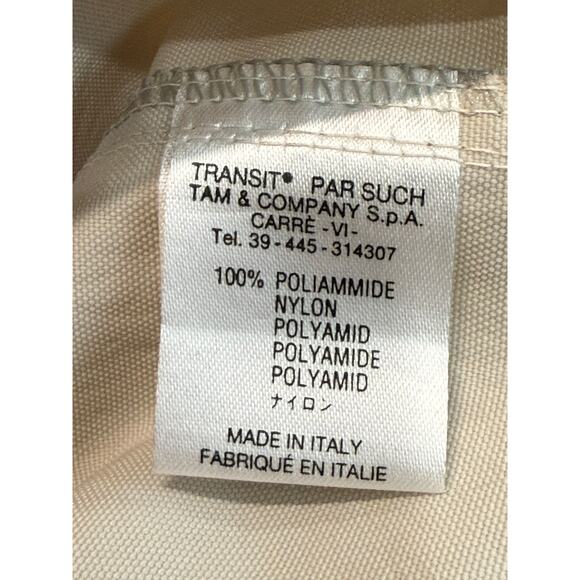 TRANSIT® PAR SUCH
TAM & COMPANY S.p.A.
CARRÈ -VI-
Tel. 39-445-314307
100% POLIAMMIDE
NYLON
POLYAMID
POLYAMIDE
POLYAMID
ナイロン
MADE IN ITALY
FABRIQUÉ EN ITALIE